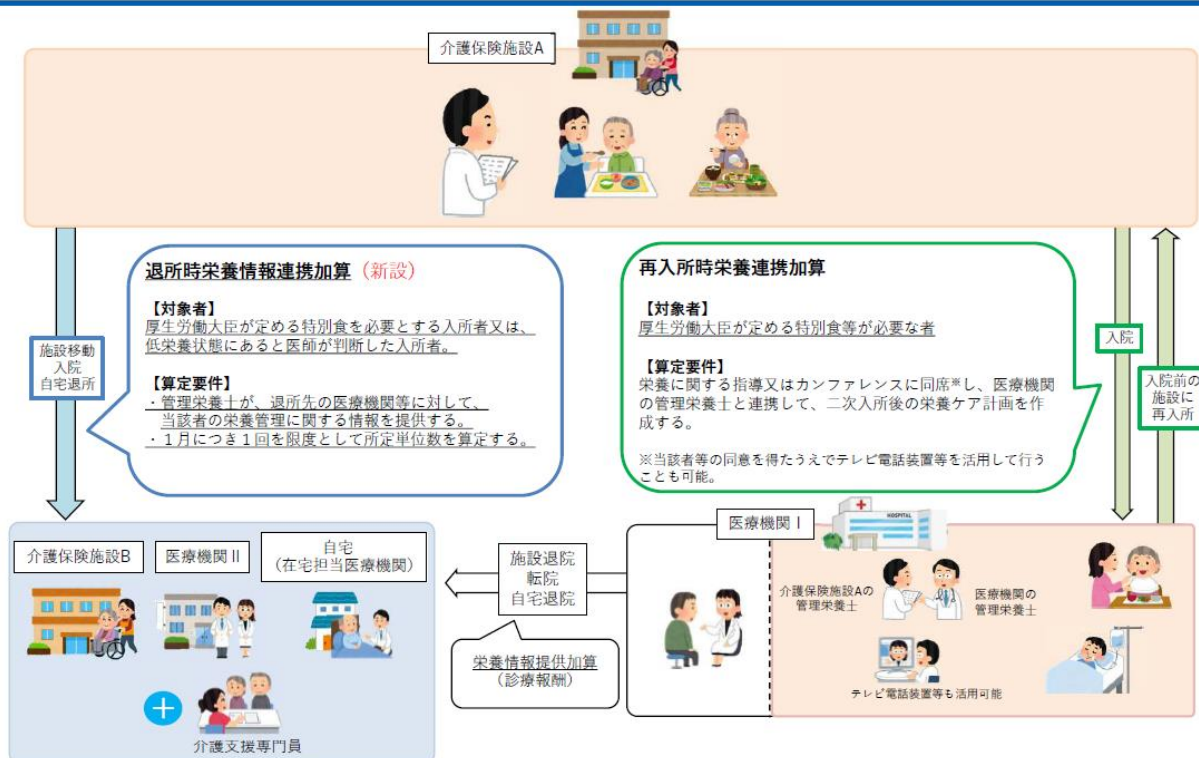 介護保険施設A
退所時栄養情報連携加算（新設）
【対象者】
厚生労働大臣が定める特別食を必要とする入所者又は、
低栄養状態にあると医師が判断した入所者。
【算定要件】
・管理栄養士が、退所先の医療機関等に対して、
当該者の栄養管理に関する情報を提供する。
・１月につき１回を限度として所定単位数を算定する。
再入所時栄養連携加算
【対象者】
厚生労働大臣が定める特別食等が必要な者
【算定要件】
栄養に関する指導又はカンファレンスに同席※し、医療機関
の管理栄養士と連携して、二次入所後の栄養ケア計画を作
成する。
※当該者等の同意を得たうえでテレビ電話装置等を活用して行う
ことも可能。
施設移動
入院
自宅退所
入院
入院前の
施設に
再入所
介護保険施設B
医療機関Ⅱ
自宅
（在宅担当医療機関）
介護支援専門員
施設退院
転院
自宅退院
栄養情報提供加算
（診療報酬）
医療機関Ⅰ
HOSPITAL
介護保険施設Aの
管理栄養士
医療機関の
管理栄養士
テレビ電話装置等も活用可能